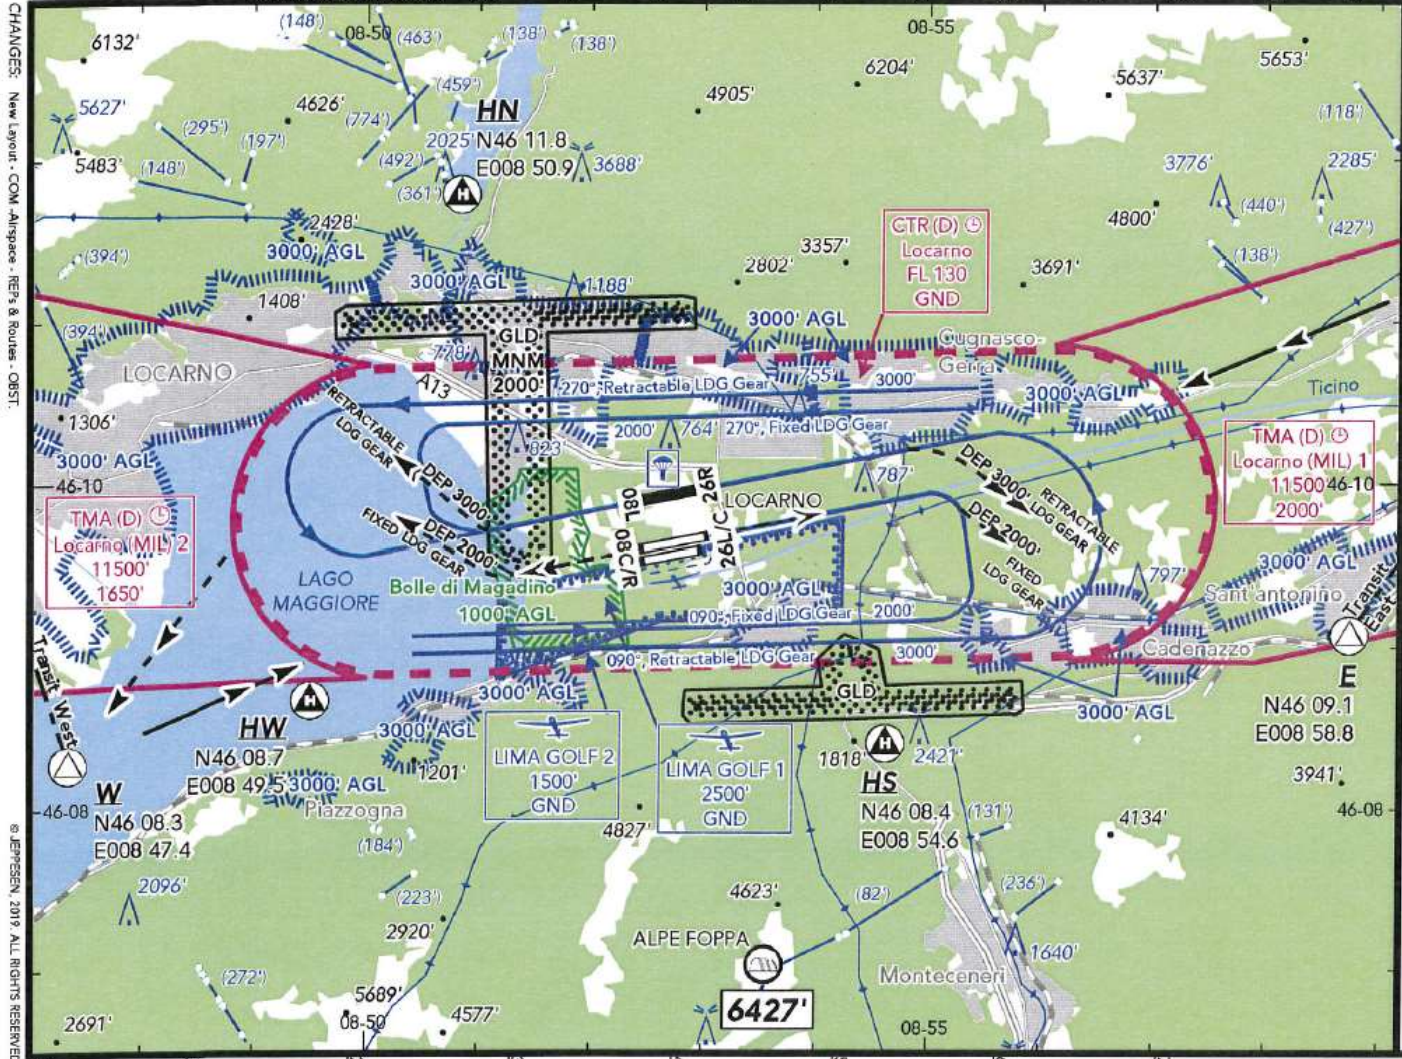 CHANGES: New Layout - COM - Airspace - REPs & Routes - OBST.
© JEPPESEN, 2019. ALL RIGHTS RESERVED
(148')
08-50
(463')
(138')
(138')
08-55
6132'
5653'
6204'
5637'
(459')
4905'
5627'
4626'
(118')
(295')
(774')
HN
N46 11.8
E008 50.9
(197')
2025'
5483'
(148')
(492')
3688'
3776'
2285'
(361')
(440')
4800'
(427')
2428'
3000' AGL
CTR (D)
Locarno
FL 130
GND
3357'
(394')
(138')
2802'
3691'
3000' AGL
1188'
1408'
3000' AGL
GLD
MNM
2000'
(394')
778'
Cugnasco-
Gerra
LOCARNO
A13
270°, Retractable LDG Gear
755'
3000'
3000' AGL
Ticino
RETRACTABLE
LDG GEAR
1306'
2000'
764'
270°, Fixed LDG Gear
823
TMA (D)
Locarno (MIL) 1
11500'
2000'
3000' AGL
46-10
46-10
DEP 3000'
787'
DEP 3000'
RETRACTABLE
LDG GEAR
08L
26R
LOCARNO
TMA (D)
Locarno (MIL) 2
11500'
1650'
FIXED
LDG GEAR
DEP 2000'
08C/R
26L/C
DEP 2000'
FIXED
LDG GEAR
LAGO
MAGGIORE
Bolle di Magadino
1000' AGL
3000' AGL
797'
3000' AGL
090°, Fixed LDG Gear
2000'
Sant'antonino
Transit
East
090°, Retractable LDG Gear
3000'
Cadenazzo
Transit West
GLD
E
N46 09.1
E008 58.8
3000' AGL
3000' AGL
3000' AGL
HW
N46 08.7
E008 49.5
LIMA GOLF 2
1500'
GND
LIMA GOLF 1
2500'
GND
1818'
2421'
1201'
3000' AGL
HS
N46 08.4
E008 54.6
3941'
W
N46 08.3
E008 47.4
Piazzogna
46-08
46-08
4827'
(131')
4134'
(184')
2096'
(223')
4623'
(82')
(236')
2920'
ALPE FOPPA
6427'
1640'
Monteceneri
(272')
5689'
4577'
2691'
08-50
08-55